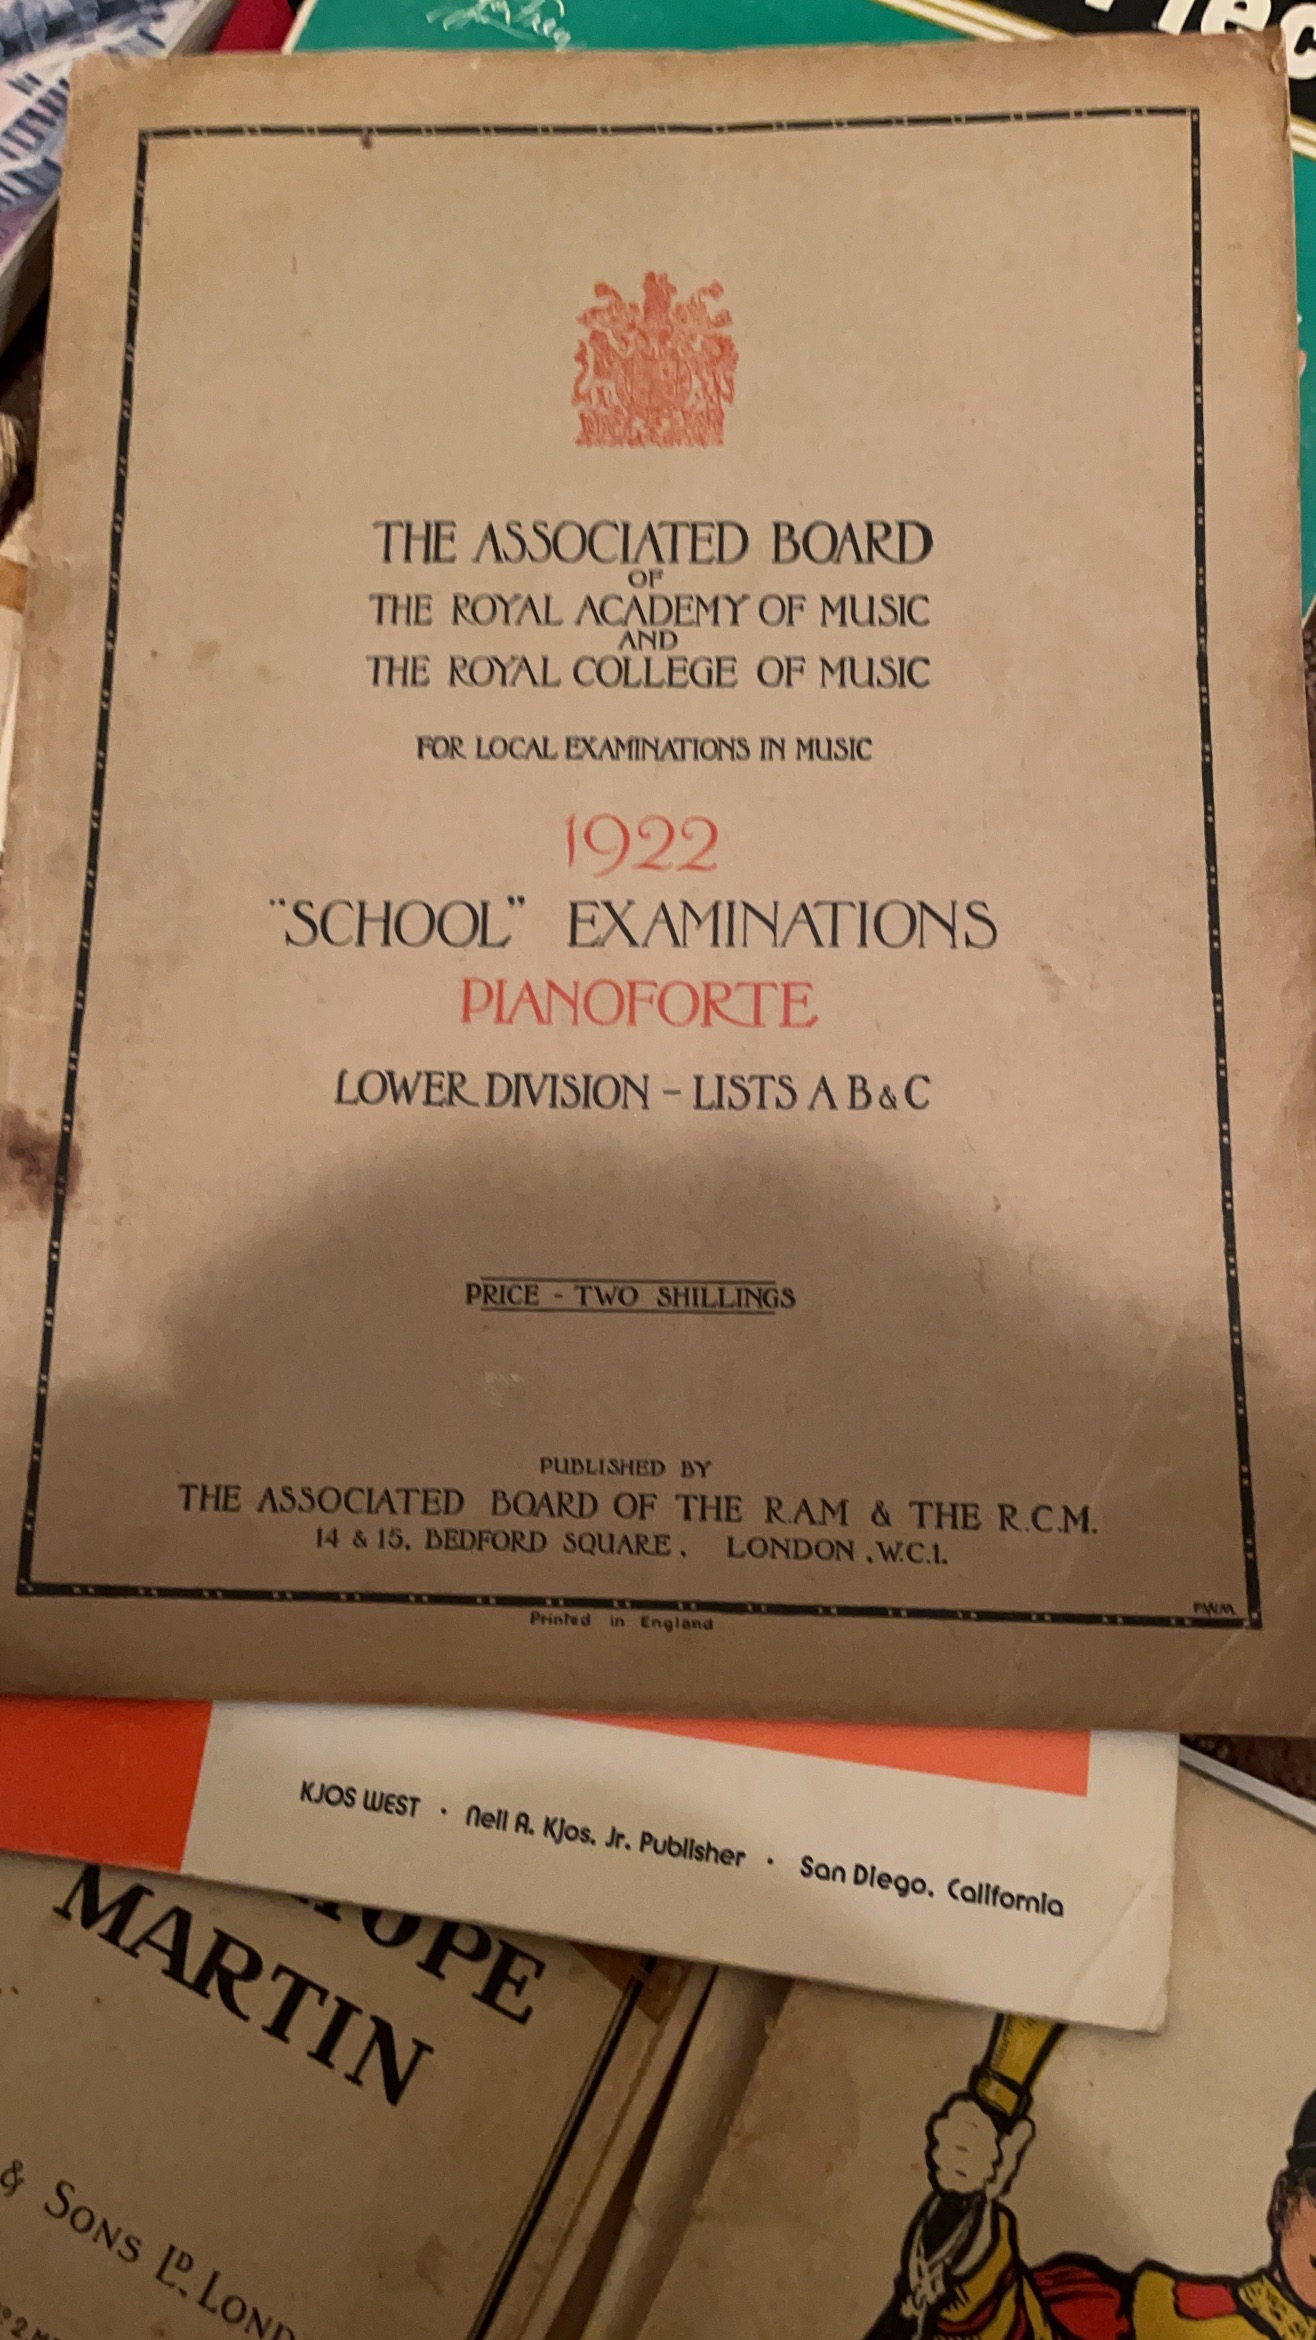 THE ASSOCIATED BOARD
OF
THE ROYAL ACADEMY OF MUSIC
AND
THE ROYAL COLLEGE OF MUSIC
FOR LOCAL EXAMINATIONS IN MUSIC
1922
"SCHOOL" EXAMINATIONS
PIANOFORTE
LOWER DIVISION - LISTS A B & C
PRICE - TWO SHILLINGS
PUBLISHED BY
THE ASSOCIATED BOARD OF THE R.A.M & THE R.C.M.
14 & 15, BEDFORD SQUARE, LONDON, W.C.1.
PWM
Printed in England
KJOS WEST · Neil A. Kjos, Jr. Publisher · San Diego, California
MARTIN
& SONS LD. LOND